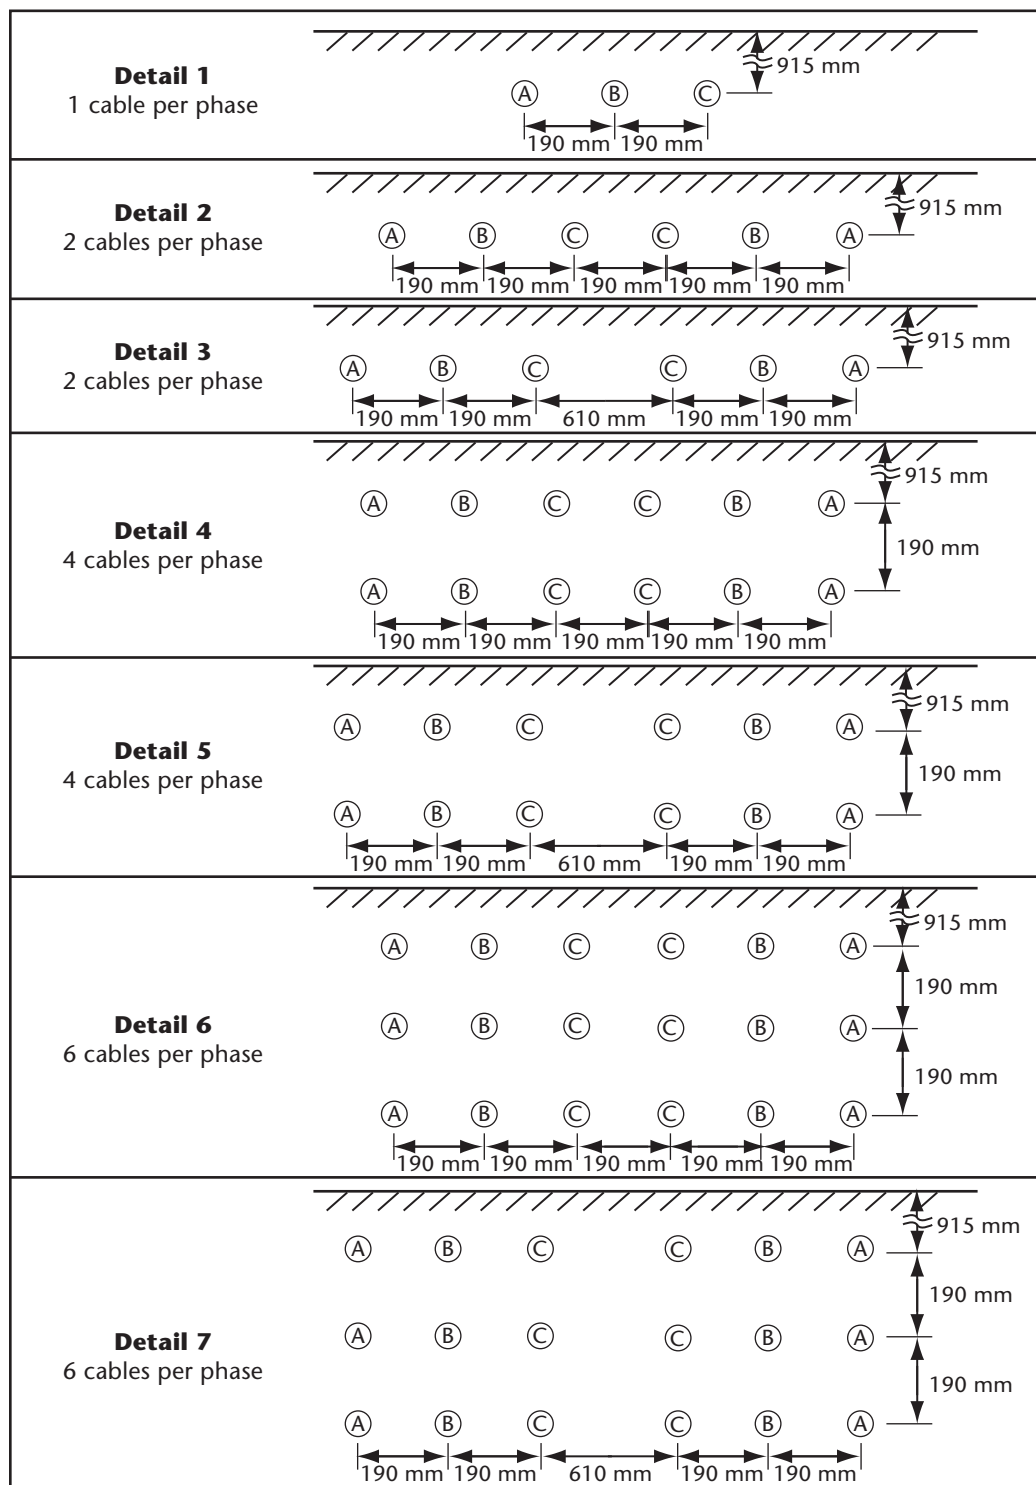 Detail 1
1 cable per phase
915 mm
A B C
190 mm 190 mm
Detail 2
2 cables per phase
915 mm
A B C C B A
190 mm 190 mm 190 mm 190 mm 190 mm
Detail 3
2 cables per phase
915 mm
A B C C B A
190 mm 190 mm 610 mm 190 mm 190 mm
Detail 4
4 cables per phase
915 mm
A B C C B A
190 mm
A B C C B A
190 mm 190 mm 190 mm 190 mm 190 mm
Detail 5
4 cables per phase
915 mm
A B C C B A
190 mm
A B C C B A
190 mm 190 mm 610 mm 190 mm 190 mm
Detail 6
6 cables per phase
915 mm
A B C C B A
190 mm
A B C C B A
190 mm
A B C C B A
190 mm 190 mm 190 mm 190 mm 190 mm
Detail 7
6 cables per phase
915 mm
A B C C B A
190 mm
A B C C B A
190 mm
A B C C B A
190 mm 190 mm 610 mm 190 mm 190 mm